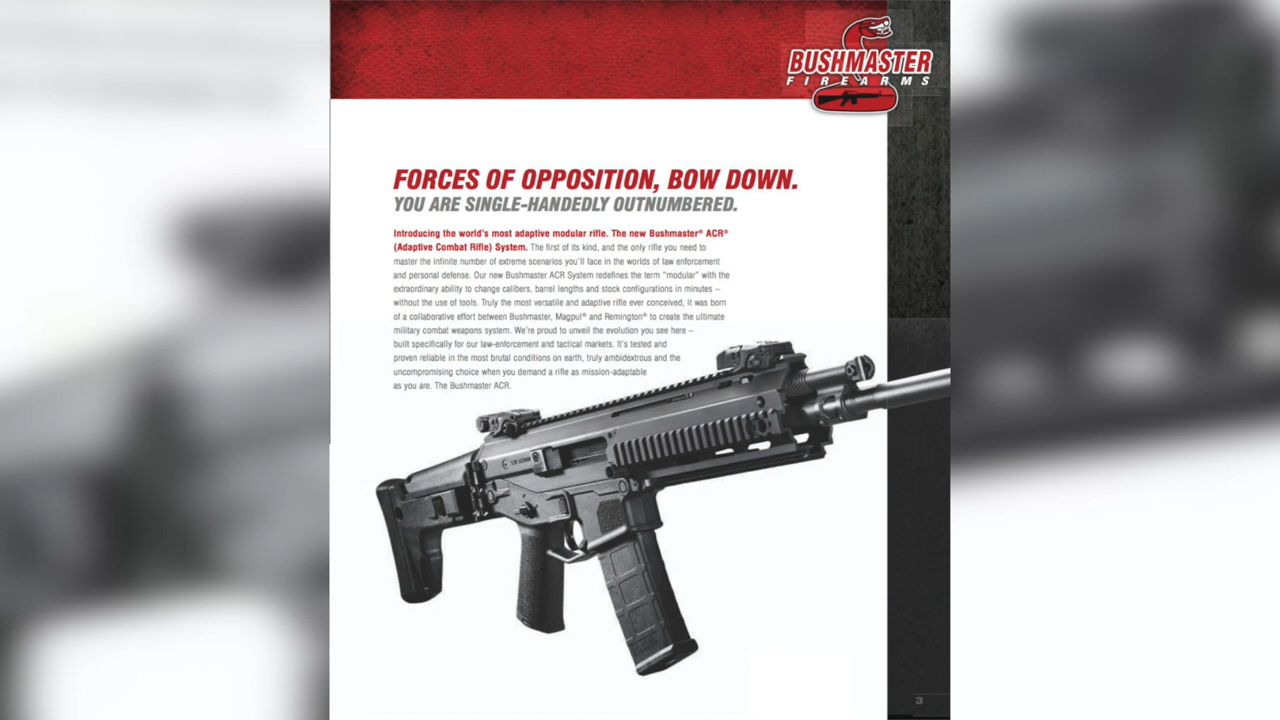 BUSHMASTER
FIREARMS
FORCES OF OPPOSITION, BOW DOWN.
YOU ARE SINGLE-HANDEDLY OUTNUMBERED.
Introducing the world's most adaptive modular rifle. The new Bushmaster® ACR®
(Adaptive Combat Rifle) System. The first of its kind, and the only rifle you need to
master the infinite number of extreme scenarios you'll face in the worlds of law enforcement
and personal defense. Our new Bushmaster ACR System redefines the term "modular" with the
extraordinary ability to change calibers, barrel lengths and stock configurations in minutes –
without the use of tools. Truly the most versatile and adaptive rifle ever conceived, it was born
of a collaborative effort between Bushmaster, Magpul® and Remington® to create the ultimate
military combat weapons system. We're proud to unveil the evolution you see here –
built specifically for our law-enforcement and tactical markets. It's tested and
proven reliable in the most brutal conditions on earth, truly ambidextrous and the
uncompromising choice when you demand a rifle as mission-adaptable
as you are. The Bushmaster ACR.
3